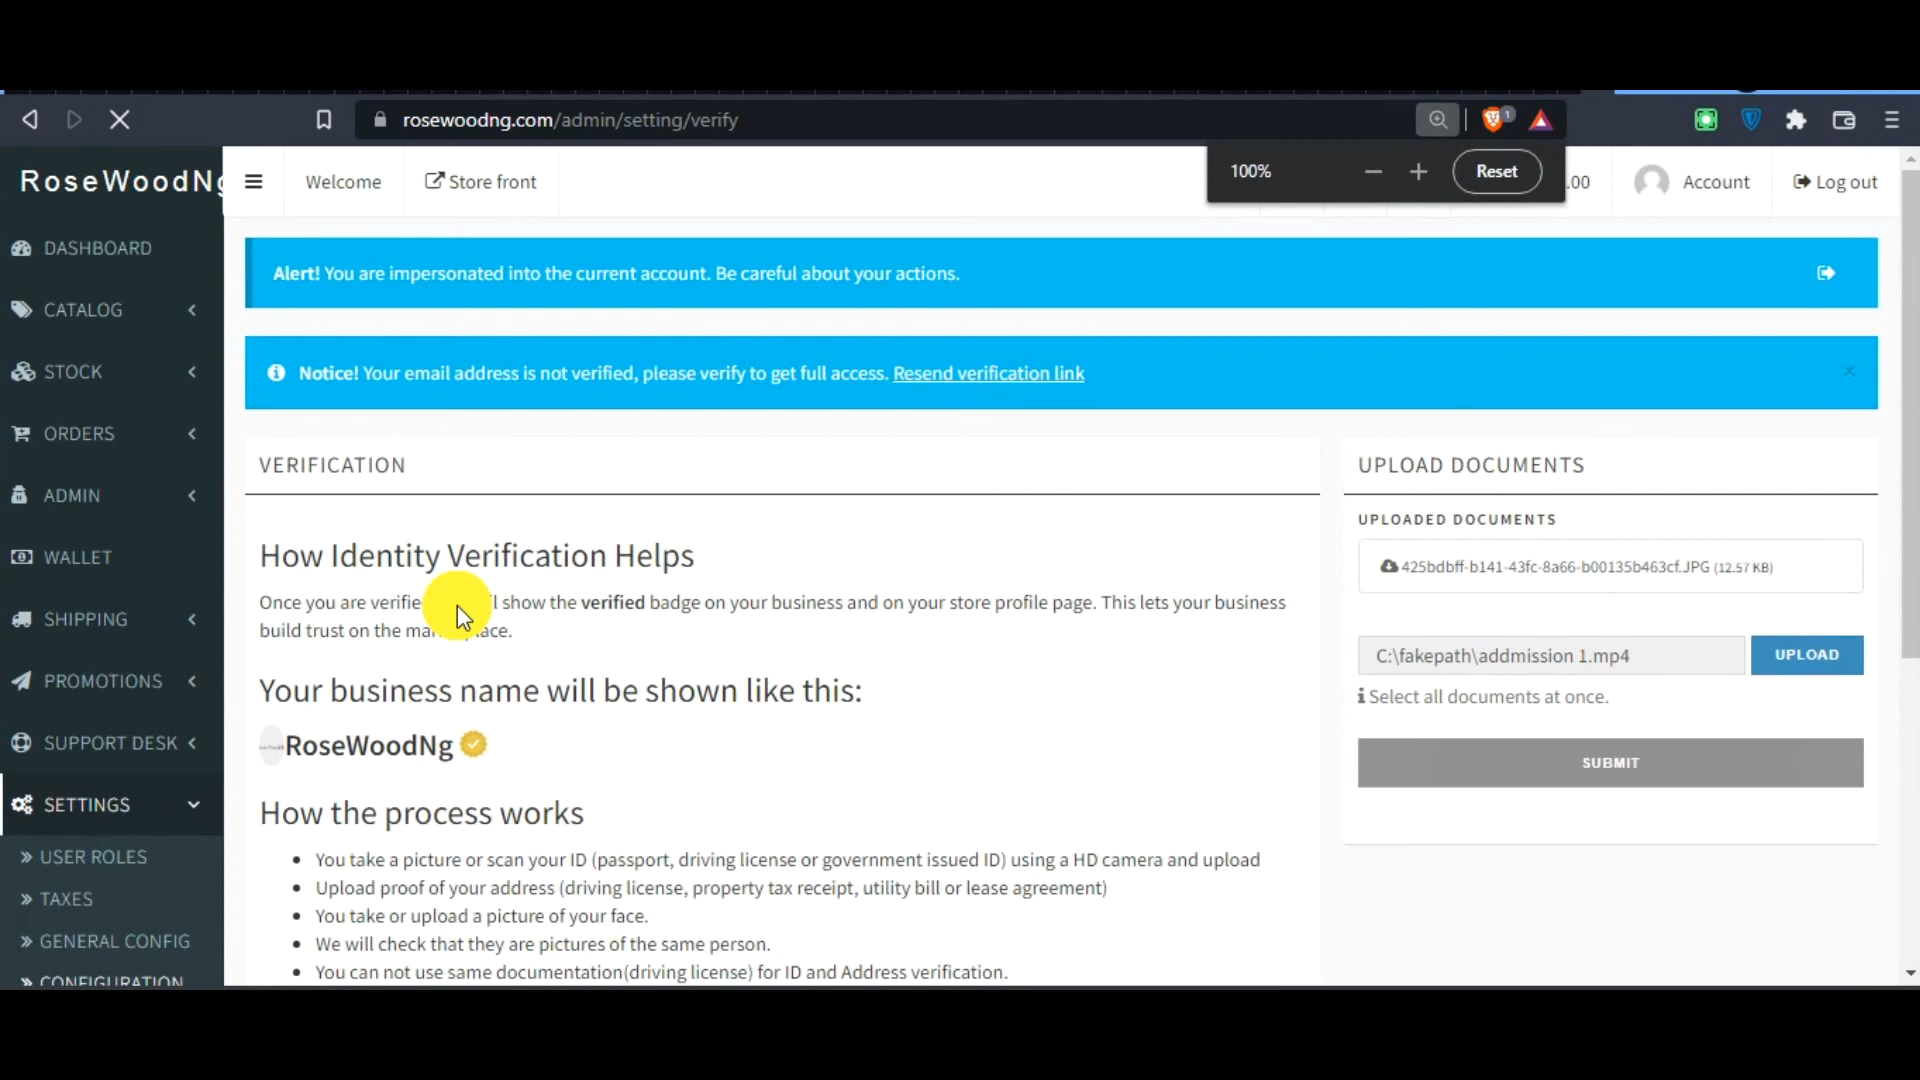 rosewoodng.com/admin/setting/verify
1
RoseWoodNg
Welcome
Store front
100%
Reset
.00
Account
Log out
DASHBOARD
CATALOG
STOCK
ORDERS
ADMIN
WALLET
SHIPPING
PROMOTIONS
SUPPORT DESK
SETTINGS
USER ROLES
TAXES
GENERAL CONFIG
CONFIGURATION
Alert! You are impersonated into the current account. Be careful about your actions.
Notice! Your email address is not verified, please verify to get full access. Resend verification link
VERIFICATION
How Identity Verification Helps
Once you are verifie l show the verified badge on your business and on your store profile page. This lets your business
build trust on the ma ace.
Your business name will be shown like this:
RoseWoodNg
How the process works
You take a picture or scan your ID (passport, driving license or government issued ID) using a HD camera and upload
Upload proof of your address (driving license, property tax receipt, utility bill or lease agreement)
You take or upload a picture of your face.
We will check that they are pictures of the same person.
You can not use same documentation(driving license) for ID and Address verification.
UPLOAD DOCUMENTS
UPLOADED DOCUMENTS
425bdbff-b141-43fc-8a66-b00135b463cf.JPG (12.57 KB)
C:\fakepath\addmission 1.mp4
UPLOAD
Select all documents at once.
SUBMIT